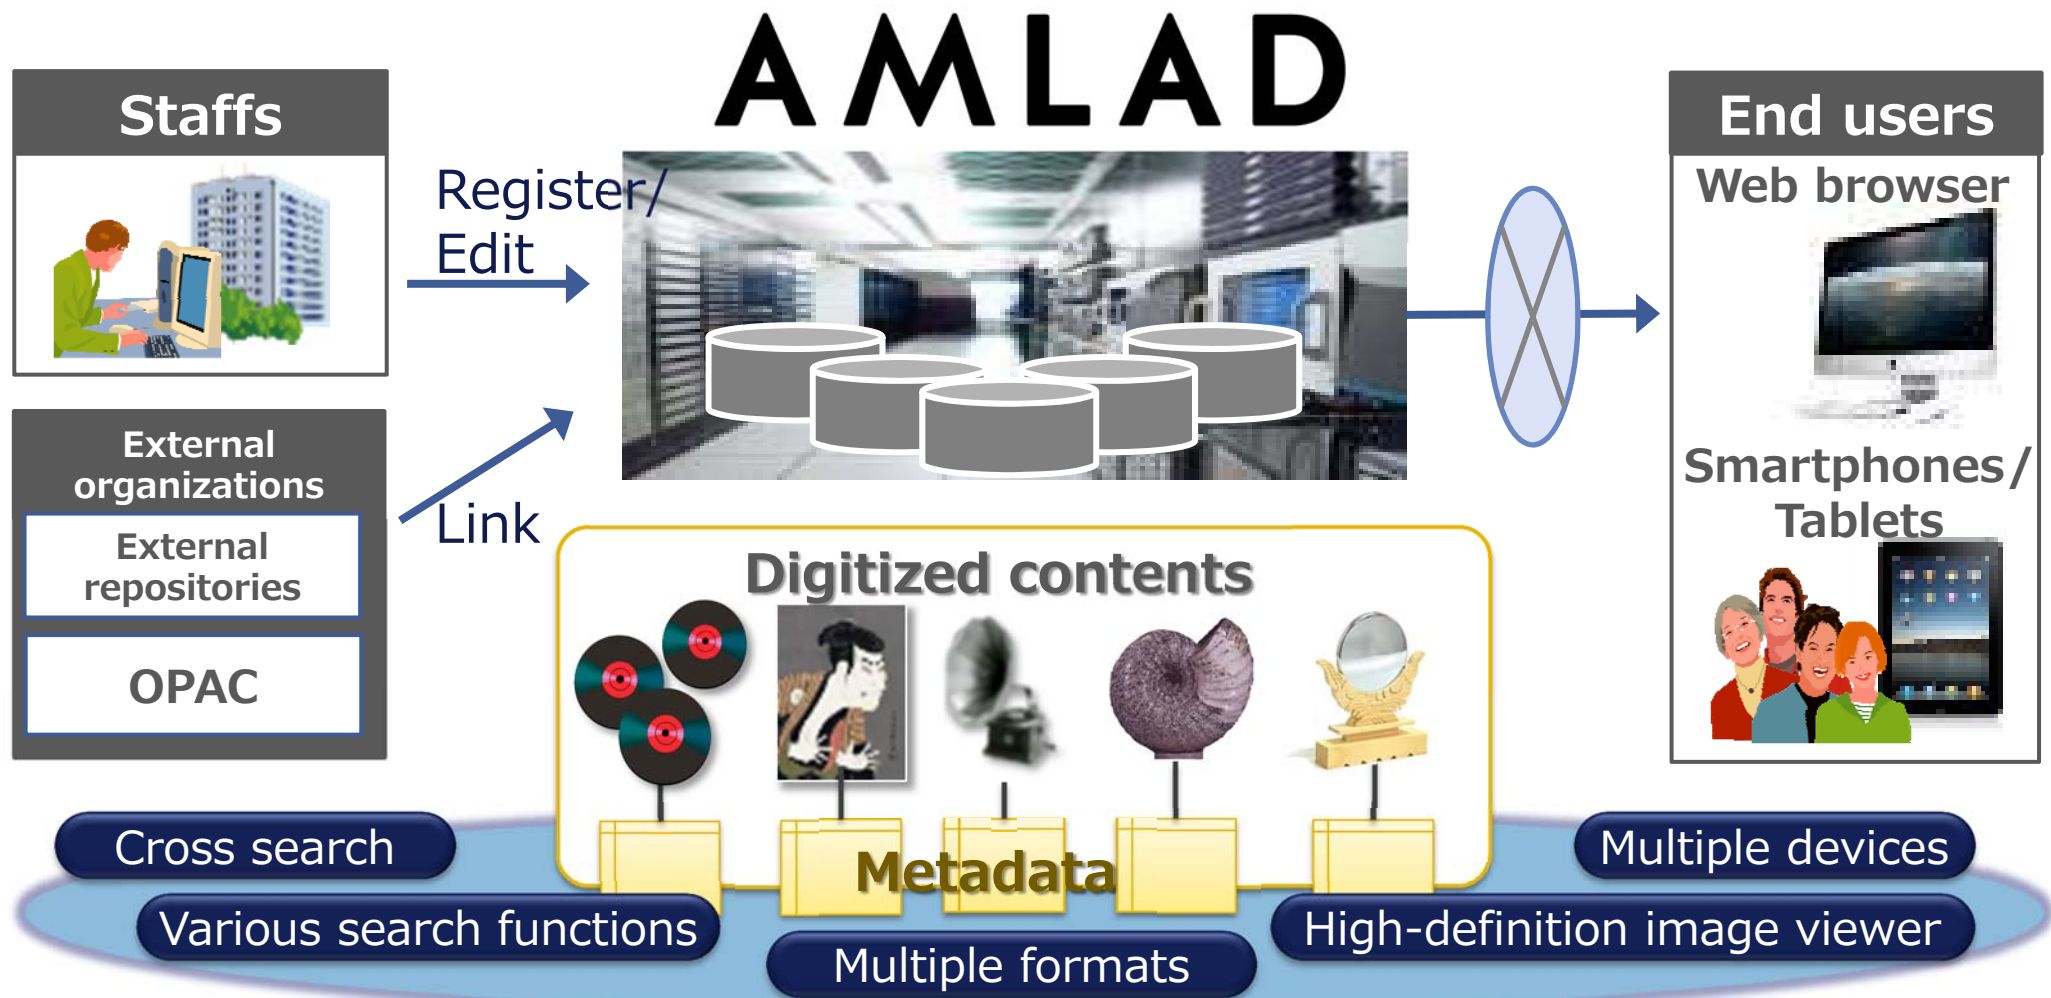 AMLAD
Staffs
Register/
Edit
External
organizations
External
repositories
OPAC
Link
End users
Web browser
Smartphones/
Tablets
Digitized contents
Metadata
Cross search
Various search functions
Multiple formats
Multiple devices
High-definition image viewer